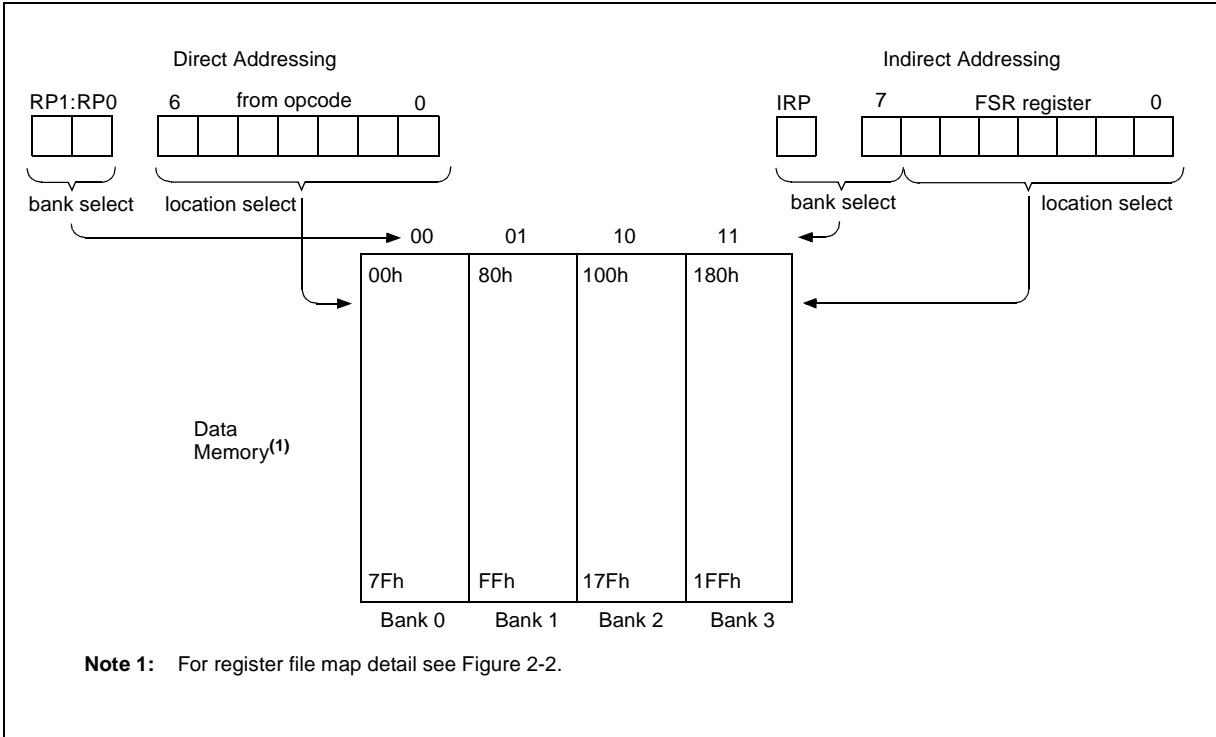 Direct Addressing
Indirect Addressing
RP1:RP0
6
from opcode
0
IRP
7
FSR register
0
bank select
location select
bank select
location select
00
01
10
11
00h
80h
100h
180h
Data
Memory(1)
7Fh
FFh
17Fh
1FFh
Bank 0
Bank 1
Bank 2
Bank 3
Note 1: For register file map detail see Figure 2-2.